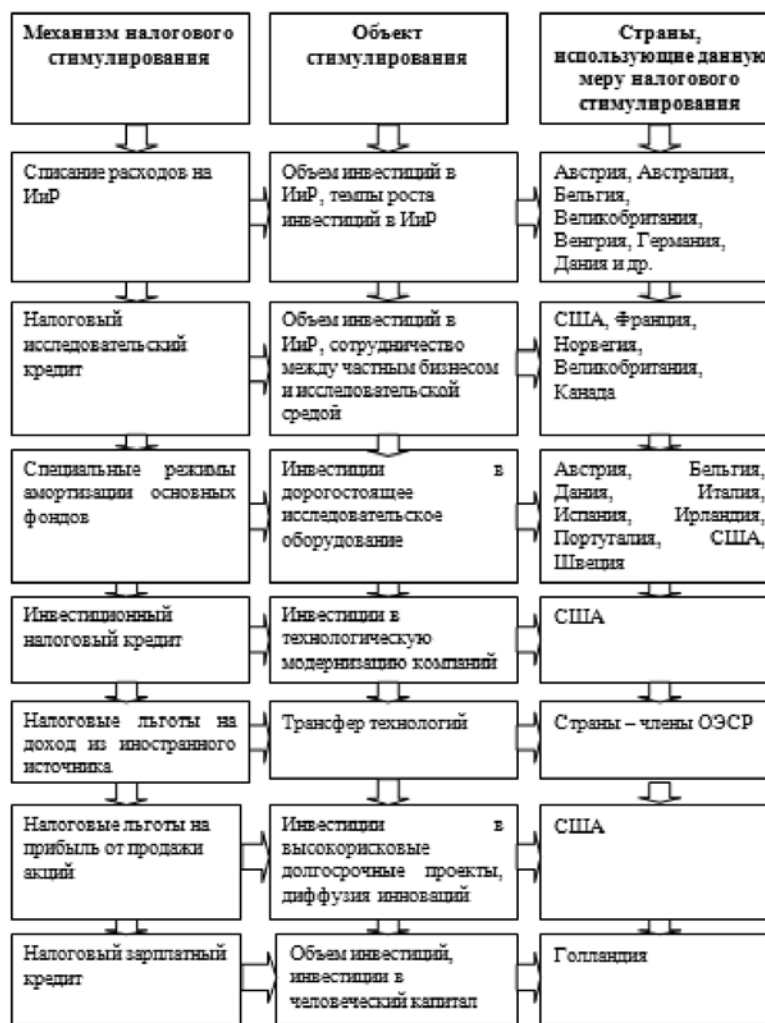 Механизм налогового
стимулирования
Объект
стимулирования
Страны,
использующие данную
меру налогового
стимулирования
Списание расходов на
ИиР
Объем инвестиций в
ИиР, темпы роста
инвестиций в ИиР
Австрия, Австралия,
Бельгия,
Великобритания,
Венгрия, Германия,
Дания и др.
Налоговый
исследовательский
кредит
Объем инвестиций в
ИиР, сотрудничество
между частным бизнесом
и исследовательской
средой
США, Франция,
Норвегия,
Великобритания,
Канада
Специальные режимы
амортизации основных
фондов
Инвестиции в
дорогостоящее
исследовательское
оборудование
Австрия, Бельгия,
Дания, Италия,
Испания, Ирландия,
Португалия, США,
Швеция
Инвестиционный
налоговый кредит
Инвестиции в
технологическую
модернизацию компаний
США
Налоговые льготы на
доход из иностранного
источника
Трансфер технологий
Страны – члены ОЭСР
Налоговые льготы на
прибыль от продажи
акций
Инвестиции в
высокорисковые
долгосрочные проекты,
диффузия инноваций
США
Налоговый зарплатный
кредит
Объем инвестиций,
инвестиции в
человеческий капитал
Голландия